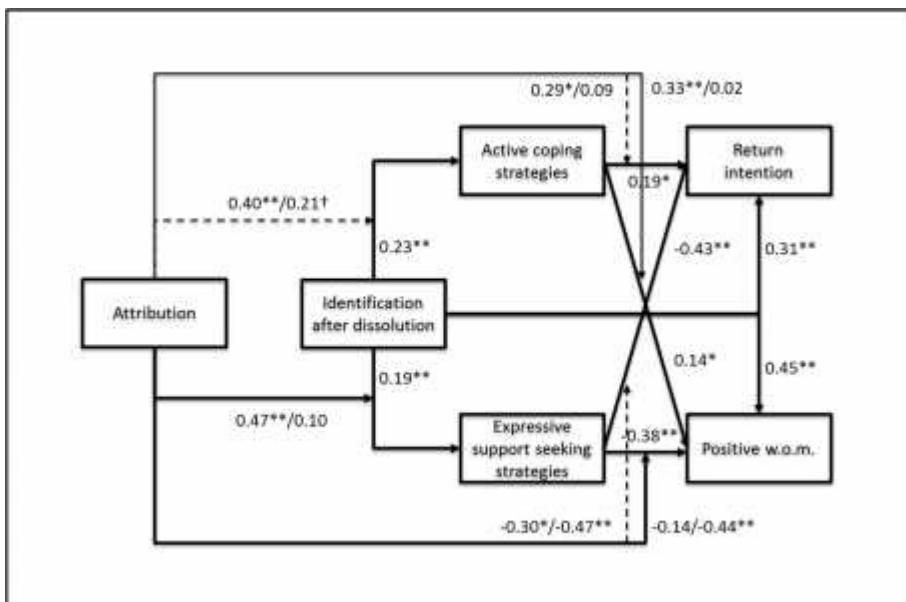 0.29*/0.09
0.33**/0.02
Active coping
strategies
Return
intention
0.19*
0.40**/0.21†
0.23**
-0.43**
0.31**
Attribution
Identification
after dissolution
0.19**
0.14*
0.45**
0.47**/0.10
Expressive
support seeking
strategies
-0.38**
Positive w.o.m.
-0.30*/-0.47**
-0.14/-0.44**